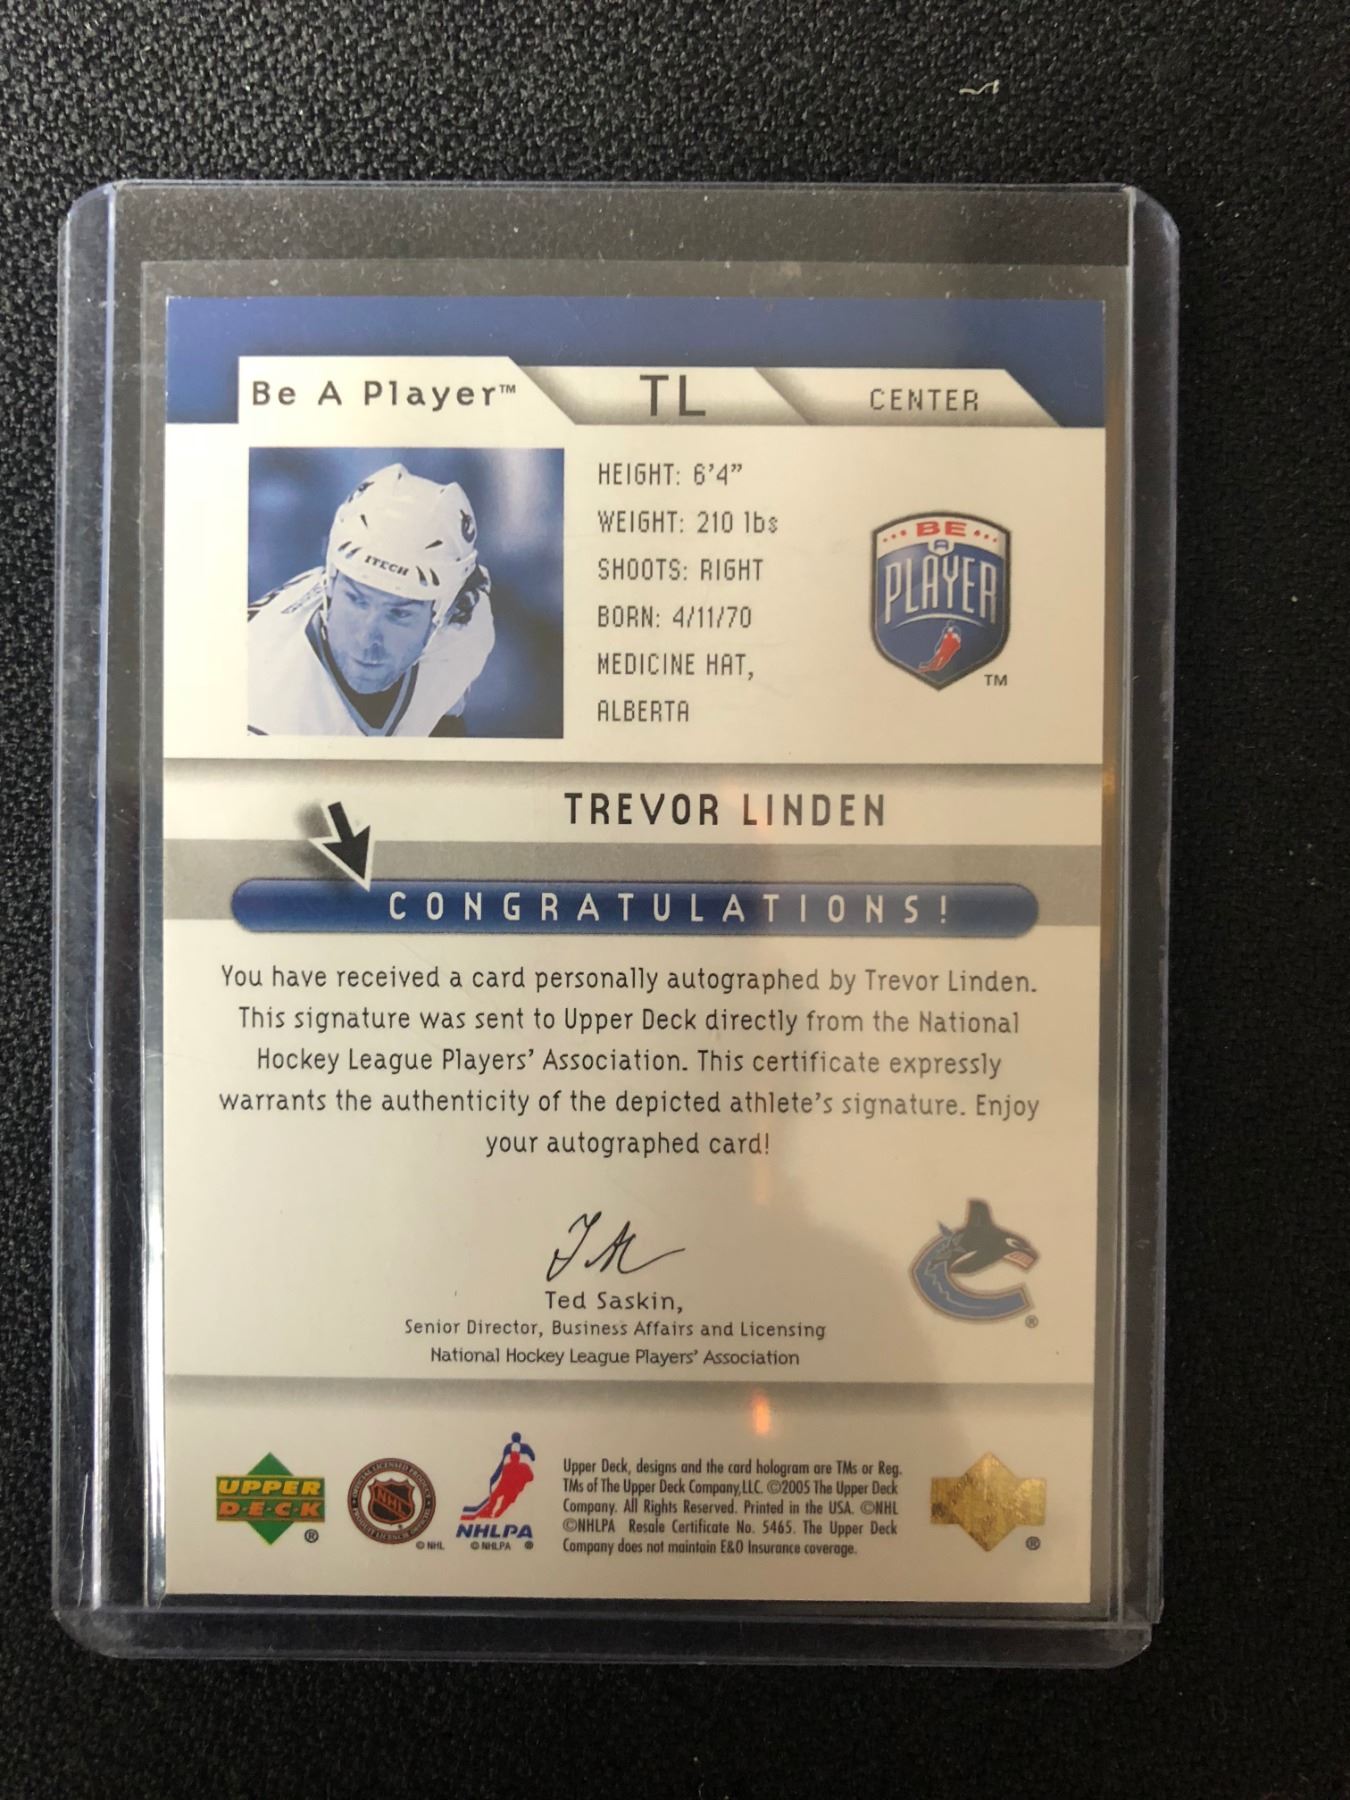 Be A Player™
TL
CENTER
ITECH
HEIGHT: 6'4"
WEIGHT: 210 lbs
SHOOTS: RIGHT
BORN: 4/11/70
MEDICINE HAT,
ALBERTA
BE
A
PLAYER
TM
TREVOR LINDEN
CONGRATULATIONS!
You have received a card personally autographed by Trevor Linden.
This signature was sent to Upper Deck directly from the National
Hockey League Players' Association. This certificate expressly
warrants the authenticity of the depicted athlete's signature. Enjoy
your autographed card!
Ted Saskin,
Senior Director, Business Affairs and Licensing
National Hockey League Players' Association
®
UPPER
D·E·C·K
®
NHL
© NHL
NHLPA
© NHLPA ®
Upper Deck, designs and the card hologram are TMs or Reg.
TMs of The Upper Deck Company,LLC. ©2005 The Upper Deck
Company. All Rights Reserved. Printed in the USA. ©NHL
©NHLPA Resale Certificate No. 5465. The Upper Deck
Company does not maintain E&O Insurance coverage.
®